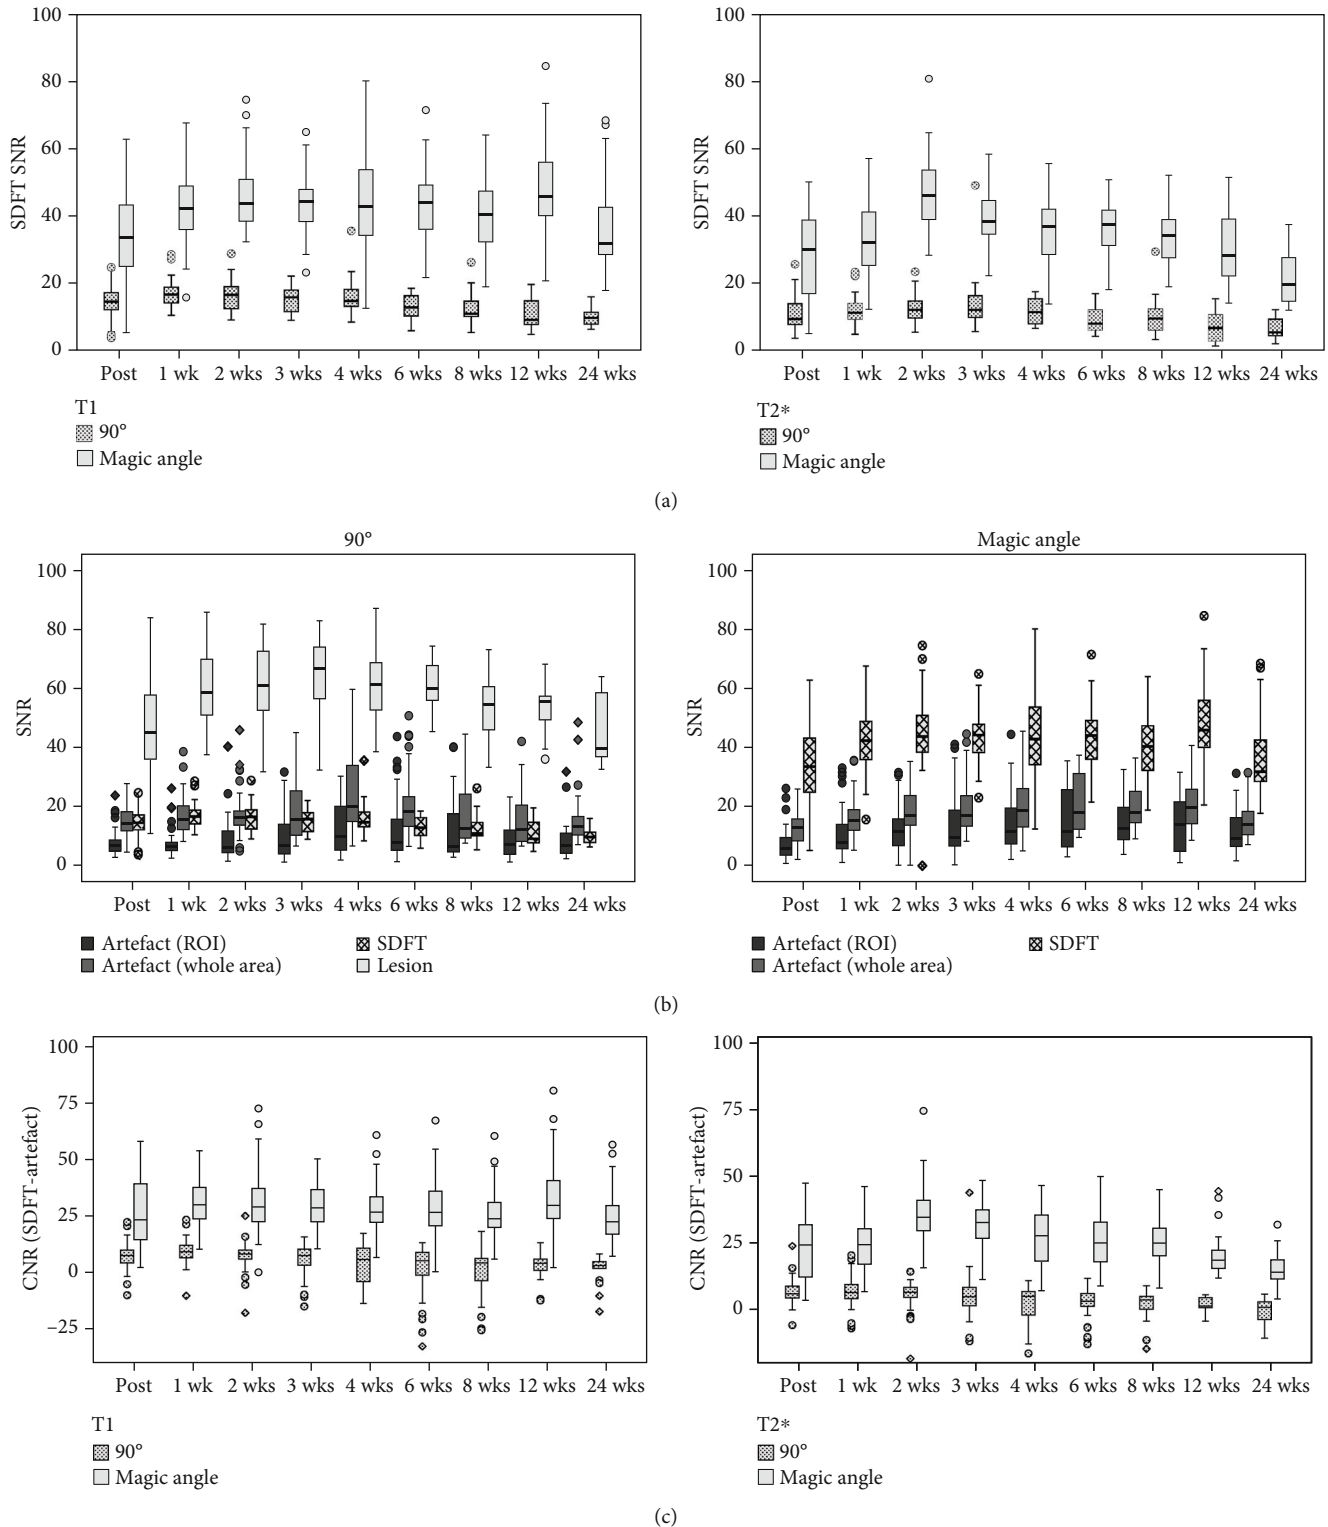 100
80
60
40
20
0
SDFT SNR
Post 1 wk 2 wks 3 wks 4 wks 6 wks 8 wks 12 wks 24 wks
T1
90°
Magic angle
100
80
60
40
20
0
SDFT SNR
Post 1 wk 2 wks 3 wks 4 wks 6 wks 8 wks 12 wks 24 wks
T2*
90°
Magic angle
(a)
90°
100
80
60
40
20
0
SNR
Post 1 wk 2 wks 3 wks 4 wks 6 wks 8 wks 12 wks 24 wks
Artefact (ROI) SDFT
Artefact (whole area) Lesion
Magic angle
100
80
60
40
20
0
SNR
Post 1 wk 2 wks 3 wks 4 wks 6 wks 8 wks 12 wks 24 wks
Artefact (ROI) SDFT
Artefact (whole area)
(b)
100
75
50
25
0
−25
CNR (SDFT-artefact)
Post 1 wk 2 wks 3 wks 4 wks 6 wks 8 wks 12 wks 24 wks
T1
90°
Magic angle
100
75
50
25
0
CNR (SDFT-artefact)
Post 1 wk 2 wks 3 wks 4 wks 6 wks 8 wks 12 wks 24 wks
T2*
90°
Magic angle
(c)